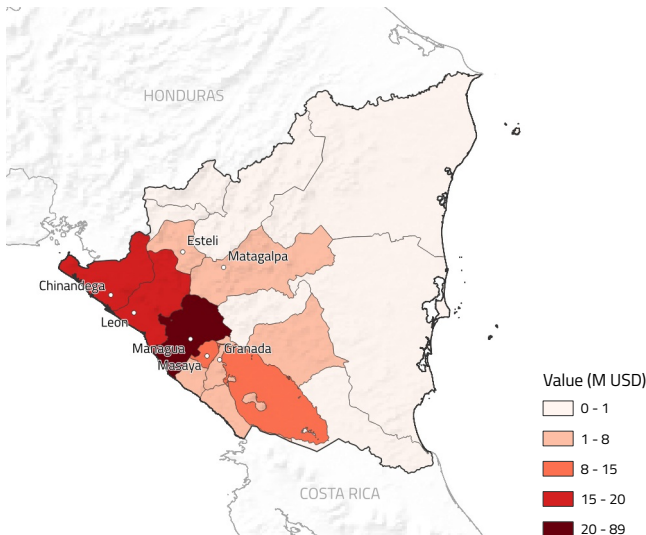 HONDURAS
Esteli
Matagalpa
Chinandega
Leon
Managua
Granada
Masaya
Value (M USD)
0 - 1
1 - 8
8 - 15
15 - 20
20 - 89
COSTA RICA